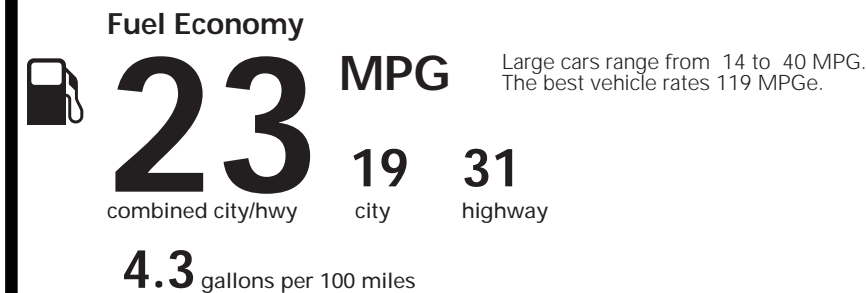 Fuel Economy
23 MPG
Large cars range from 14 to 40 MPG.
The best vehicle rates 119 MPGe.
19 31
combined city/hwy city highway
4.3 gallons per 100 miles